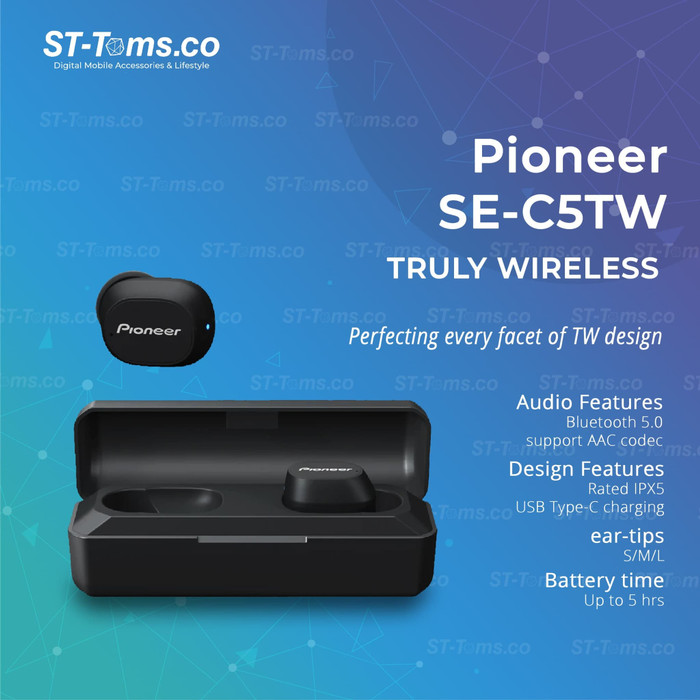 ST-Toms.co
Digital Mobile Accessories & Lifestyle
Pioneer
SE-C5TW
TRULY WIRELESS
Perfecting every facet of TW design
Pioneer
Pioneer
Audio Features
Bluetooth 5.0
support AAC codec
Design Features
Rated IPX5
USB Type-C charging
ear-tips
S/M/L
Battery time
Up to 5 hrs